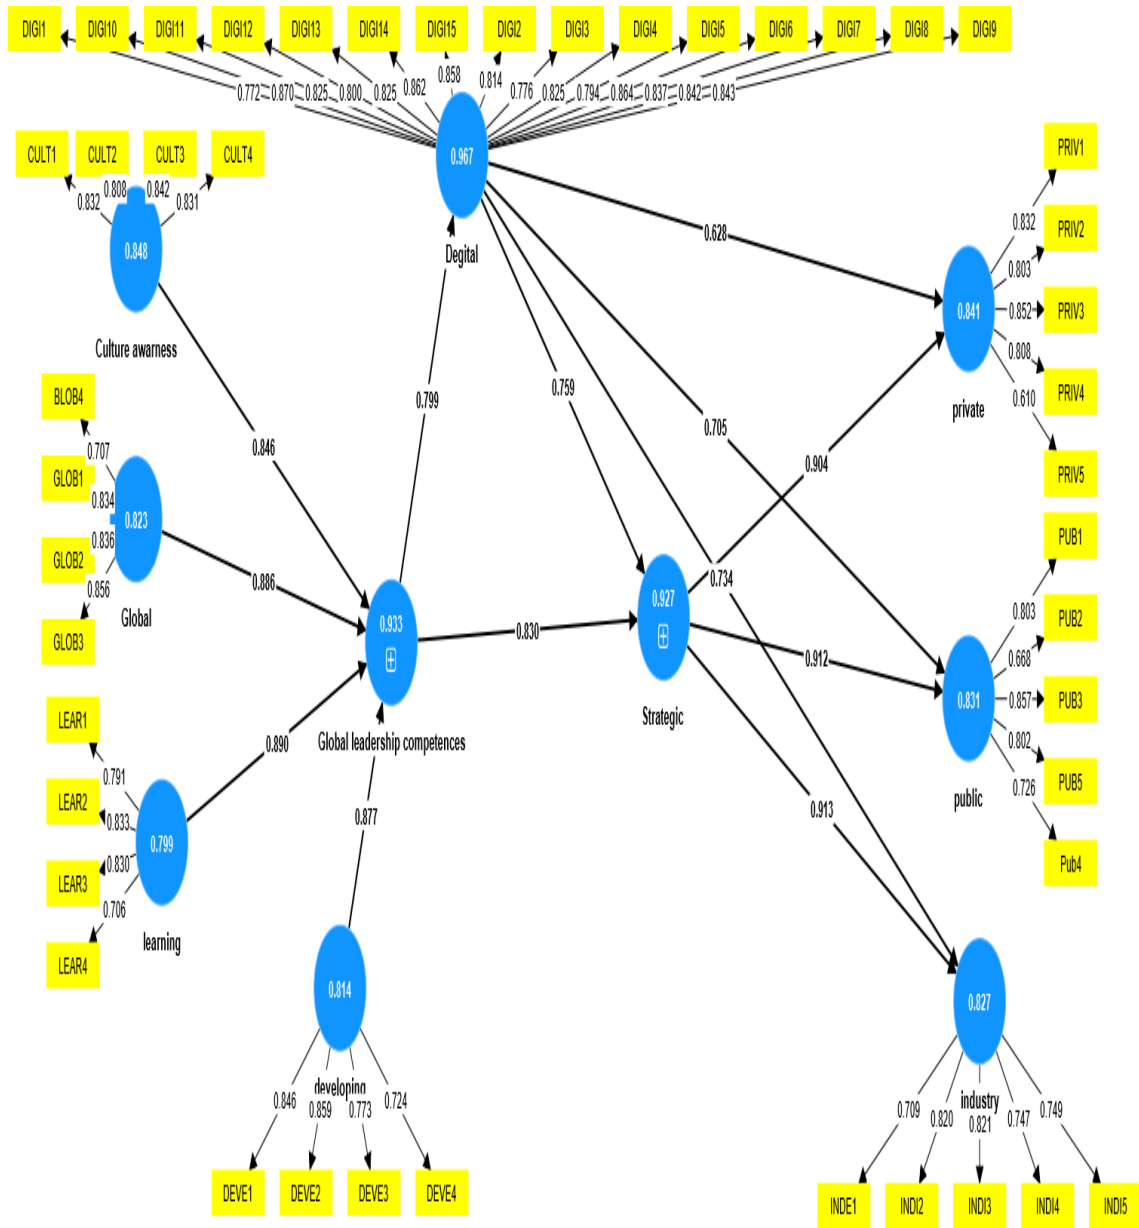 DIGI1 DIGI10 DIGI11 DIGI12 DIGI13 DIGI14 DIGI15 DIGI2 DIGI3 DIGI4 DIGI5 DIGI6 DIGI7 DIGI8 DIGI9
0.772 0.870 0.825 0.800 0.825 0.862 0.858 0.814 0.776 0.825 0.794 0.864 0.837 0.842 0.843
0.967
Degital
CULT1 CULT2 CULT3 CULT4
0.832 0.808 0.842 0.831
0.848
Culture awarness
BLOB4
GLOB1
GLOB2
GLOB3
0.707
0.834
0.836
0.856
0.823
Global
LEAR1
LEAR2
LEAR3
LEAR4
0.791
0.833
0.830
0.706
0.799
learning
0.846
0.886
0.890
0.877
0.933
Global leadership competences
0.799
0.830
0.759
0.927
Strategic
0.628
0.705
0.734
0.904
0.912
0.913
0.841
private
0.832
0.803
0.852
0.808
0.610
PRIV1
PRIV2
PRIV3
PRIV4
PRIV5
0.831
public
0.803
0.668
0.857
0.802
0.726
PUB1
PUB2
PUB3
PUB5
Pub4
0.814
developing
0.846 0.859 0.773 0.724
DEVE1 DEVE2 DEVE3 DEVE4
0.827
industry
0.709 0.820 0.821 0.747 0.749
INDE1 INDI2 INDI3 INDI4 INDI5